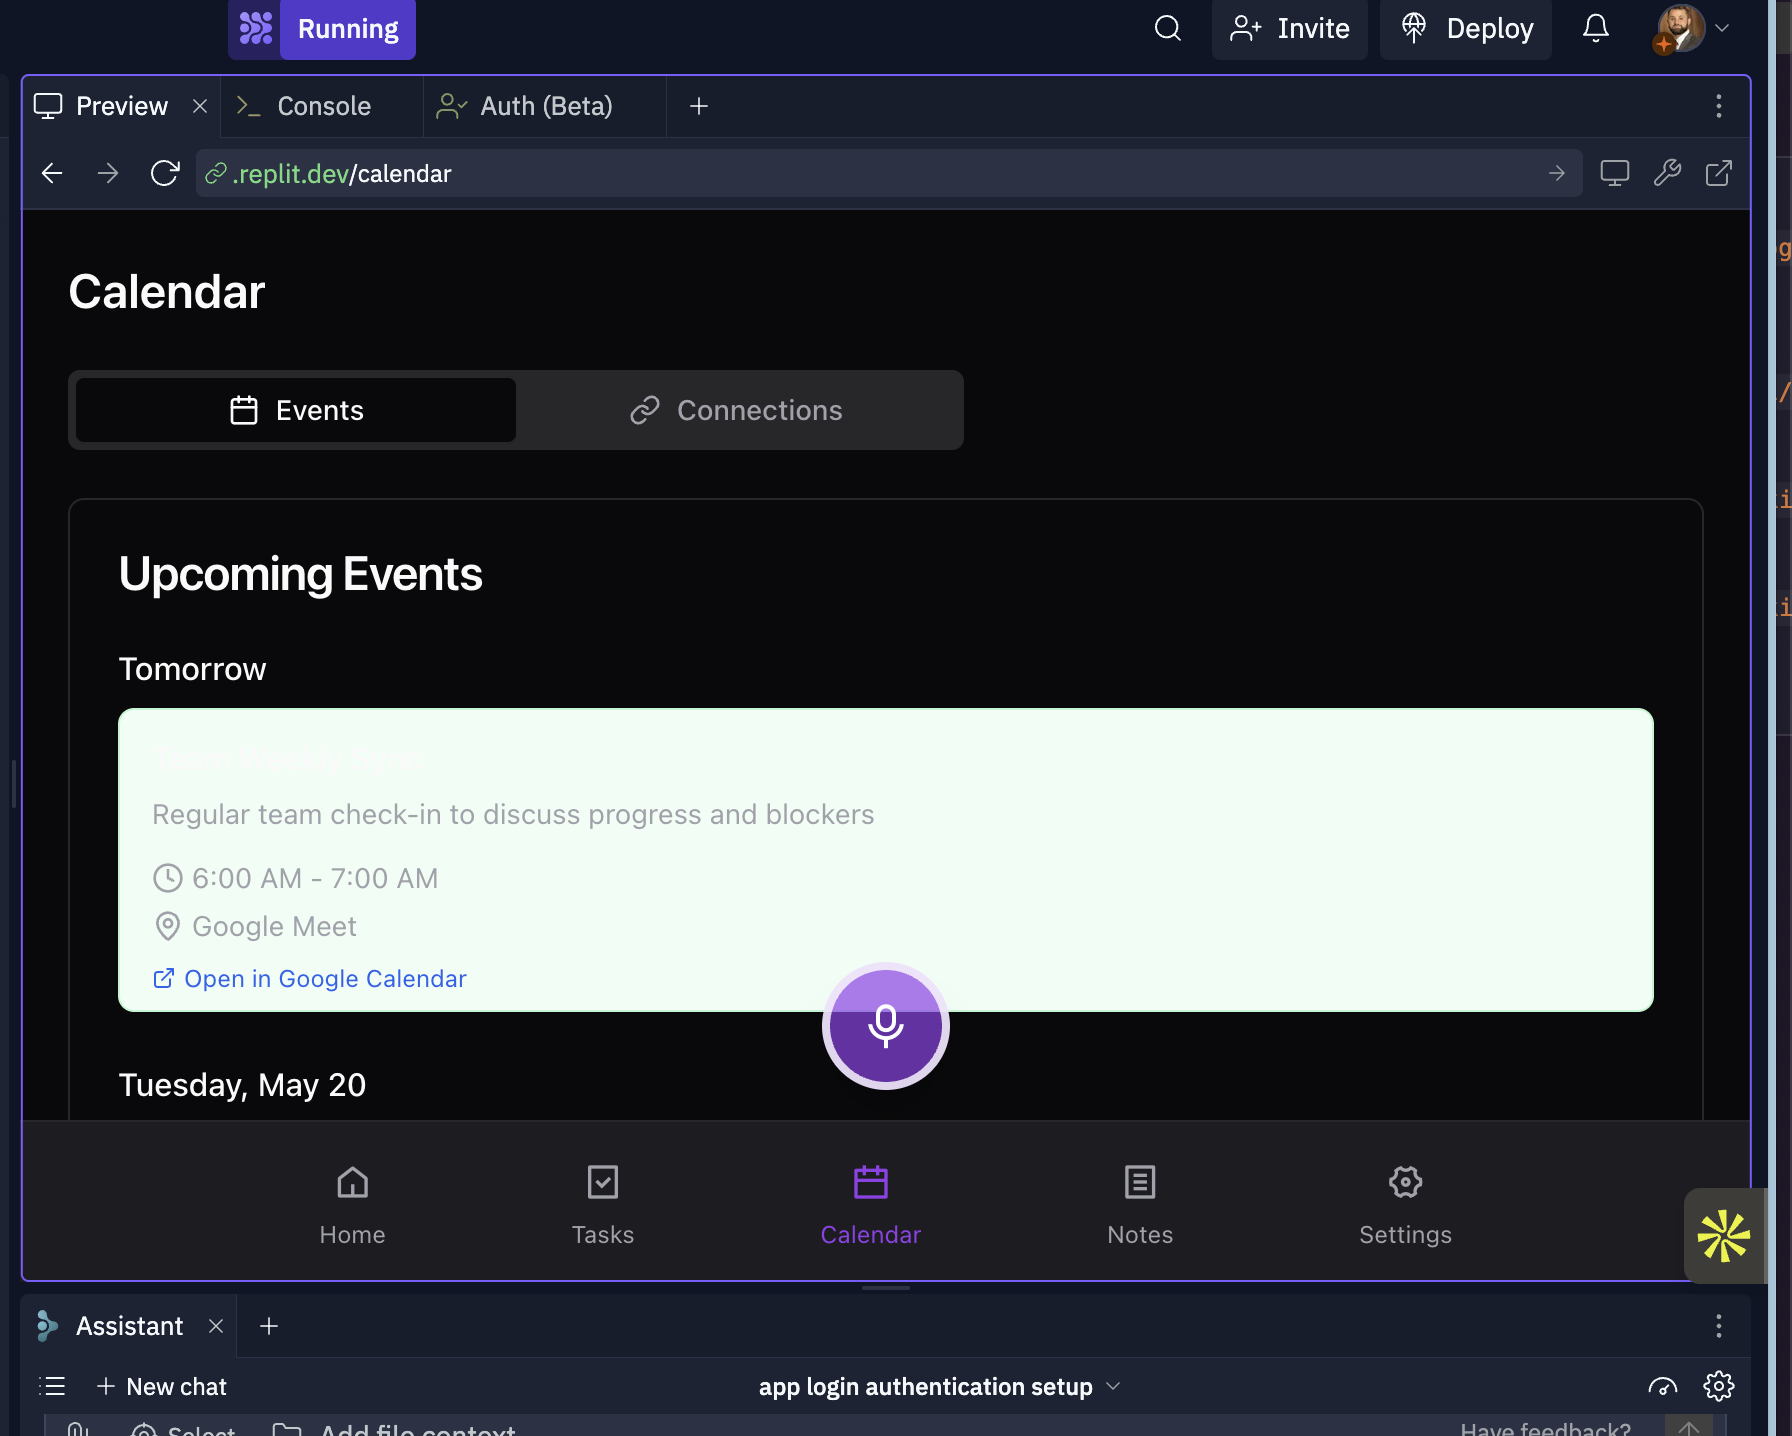 Running
Invite
Deploy
Preview
Console
Auth (Beta)
.replit.dev/calendar
Calendar
Events
Connections
Upcoming Events
Tomorrow
Regular team check-in to discuss progress and blockers
6:00 AM - 7:00 AM
Google Meet
Open in Google Calendar
Tuesday, May 20
Home
Tasks
Calendar
Notes
Settings
Assistant
New chat
app login authentication setup
Select
Add file context
Have feedback?